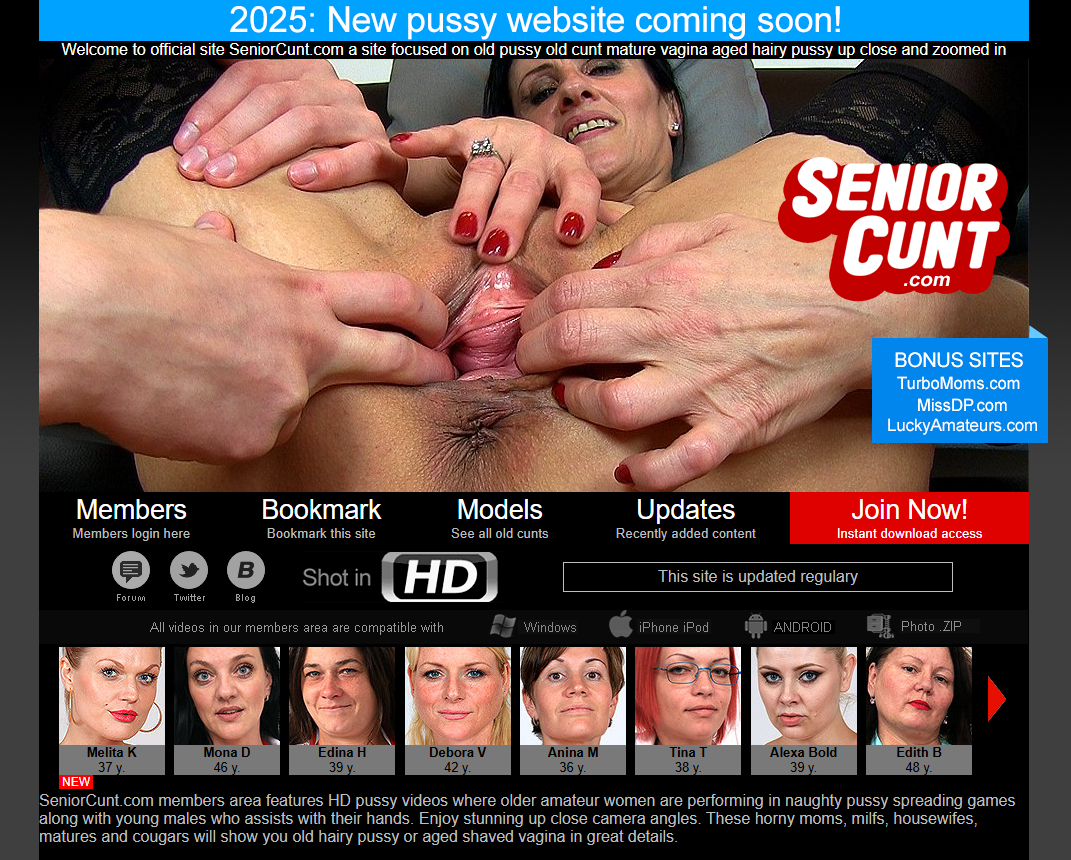 2025: New pussy website coming soon!
Welcome to official site SeniorCunt.com a site focused on old pussy old cunt mature vagina aged hairy pussy up close and zoomed in
SENIOR
CUNT
.com
BONUS SITES
TurboMoms.com
MissDP.com
LuckyAmateurs.com
Members
Members login here
Bookmark
Bookmark this site
Models
See all old cunts
Updates
Recently added content
Join Now!
Instant download access
Forum
Twitter
B
Blog
Shot in HD
This site is updated regulary
All videos in our members area are compatible with
Windows
iPhone iPod
ANDROID
Photo .ZIP
Melita K
37 y.
Mona D
46 y.
Edina H
39 y.
Debora V
42 y.
Anina M
36 y.
Tina T
38 y.
Alexa Bold
39 y.
Edith B
48 y.
NEW
SeniorCunt.com members area features HD pussy videos where older amateur women are performing in naughty pussy spreading games
along with young males who assists with their hands. Enjoy stunning up close camera angles. These horny moms, milfs, housewifes,
matures and cougars will show you old hairy pussy or aged shaved vagina in great details.